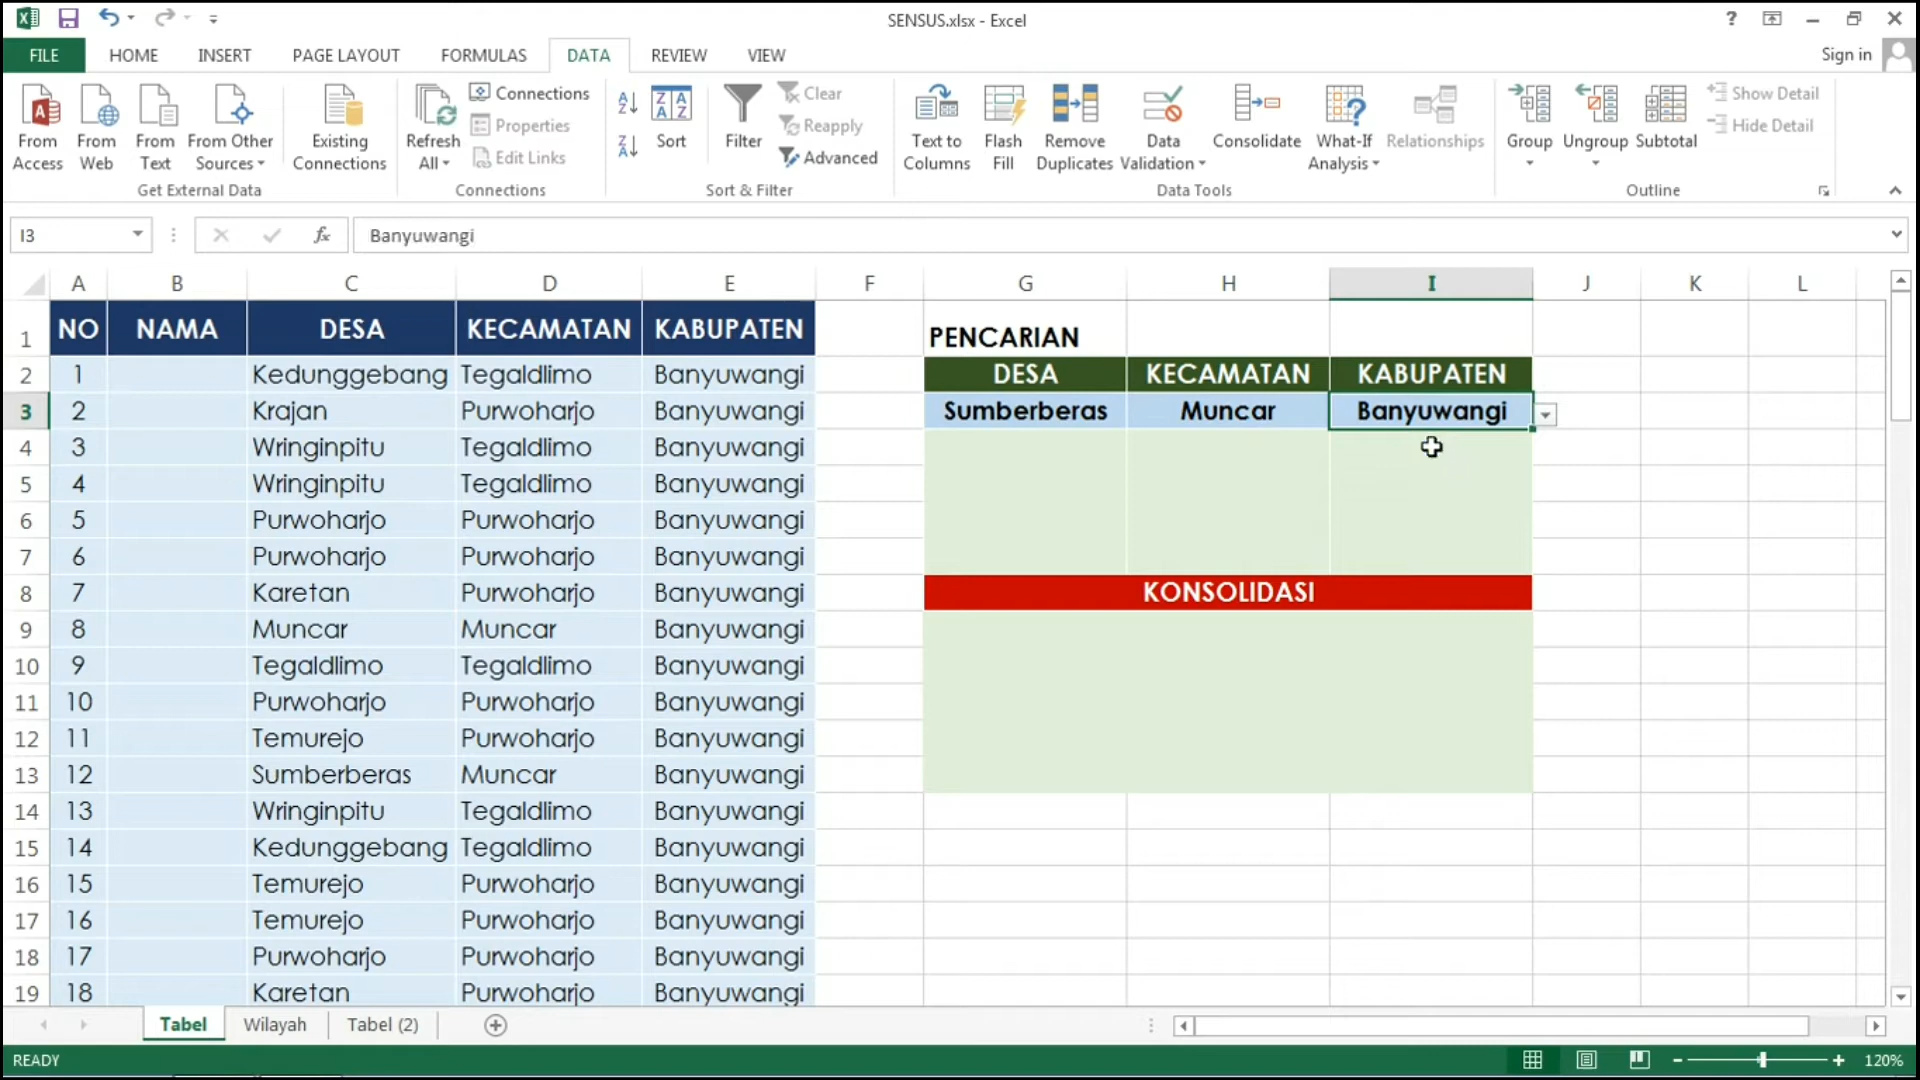 SENSUS.xlsx - Excel
?
FILE HOME INSERT PAGE LAYOUT FORMULAS DATA REVIEW VIEW
Sign in
From Access
From Web
From Text
From Other Sources
Get External Data
Existing Connections
Refresh All
Connections
Properties
Edit Links
Connections
Sort
Filter
Clear
Reapply
Advanced
Sort & Filter
Text to Columns
Flash Fill
Remove Duplicates
Data Validation
Consolidate
What-If Analysis
Relationships
Data Tools
Group
Ungroup
Subtotal
Show Detail
Hide Detail
Outline
I3 fx Banyuwangi
A B C D E F G H I J K L
1 NO NAMA DESA KECAMATAN KABUPATEN PENCARIAN
2 1 Kedunggebang Tegaldlimo Banyuwangi DESA KECAMATAN KABUPATEN
3 2 Krajan Purwoharjo Banyuwangi Sumberberas Muncar Banyuwangi
4 3 Wringinpitu Tegaldlimo Banyuwangi
5 4 Wringinpitu Tegaldlimo Banyuwangi
6 5 Purwoharjo Purwoharjo Banyuwangi
7 6 Purwoharjo Purwoharjo Banyuwangi
8 7 Karetan Purwoharjo Banyuwangi KONSOLIDASI
9 8 Muncar Muncar Banyuwangi
10 9 Tegaldlimo Tegaldlimo Banyuwangi
11 10 Purwoharjo Purwoharjo Banyuwangi
12 11 Temurejo Purwoharjo Banyuwangi
13 12 Sumberberas Muncar Banyuwangi
14 13 Wringinpitu Tegaldlimo Banyuwangi
15 14 Kedunggebang Tegaldlimo Banyuwangi
16 15 Temurejo Purwoharjo Banyuwangi
17 16 Temurejo Purwoharjo Banyuwangi
18 17 Purwoharjo Purwoharjo Banyuwangi
19 18 Karetan Purwoharjo Banyuwangi
Tabel Wilayah Tabel (2)
READY 120%